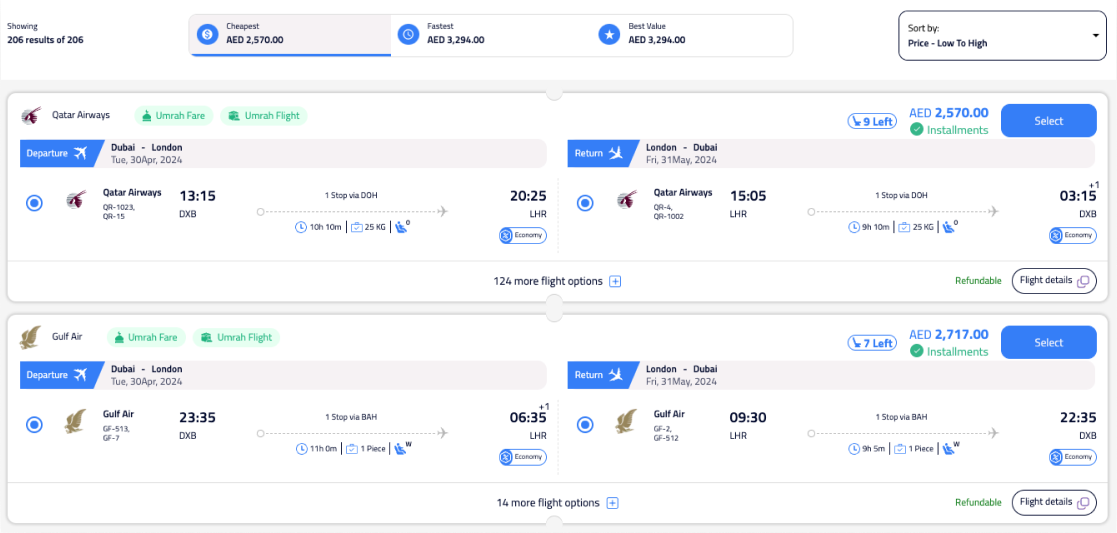 Showing
206 results of 206
Cheapest
AED 2,570.00
Fastest
AED 3,294.00
Best Value
AED 3,294.00
Sort by:
Price - Low To High
Qatar Airways
Umrah Fare
Umrah Flight
9 Left
AED 2,570.00
Installments
Select
Departure
Dubai - London
Tue, 30Apr, 2024
Return
London - Dubai
Fri, 31May, 2024
Qatar Airways
QR-1023,
QR-15
13:15
DXB
1 Stop via DOH
10h 10m
25 KG
O
20:25
LHR
Economy
Qatar Airways
QR-4,
QR-1002
15:05
LHR
1 Stop via DOH
9h 10m
25 KG
O
+1
03:15
DXB
Economy
124 more flight options
Refundable
Flight details
Gulf Air
Umrah Fare
Umrah Flight
7 Left
AED 2,717.00
Installments
Select
Departure
Dubai - London
Tue, 30Apr, 2024
Return
London - Dubai
Fri, 31May, 2024
Gulf Air
GF-513,
GF-7
23:35
DXB
1 Stop via BAH
11h 0m
1 Piece
W
+1
06:35
LHR
Economy
Gulf Air
GF-2,
GF-512
09:30
LHR
1 Stop via BAH
9h 5m
1 Piece
W
22:35
DXB
Economy
14 more flight options
Refundable
Flight details